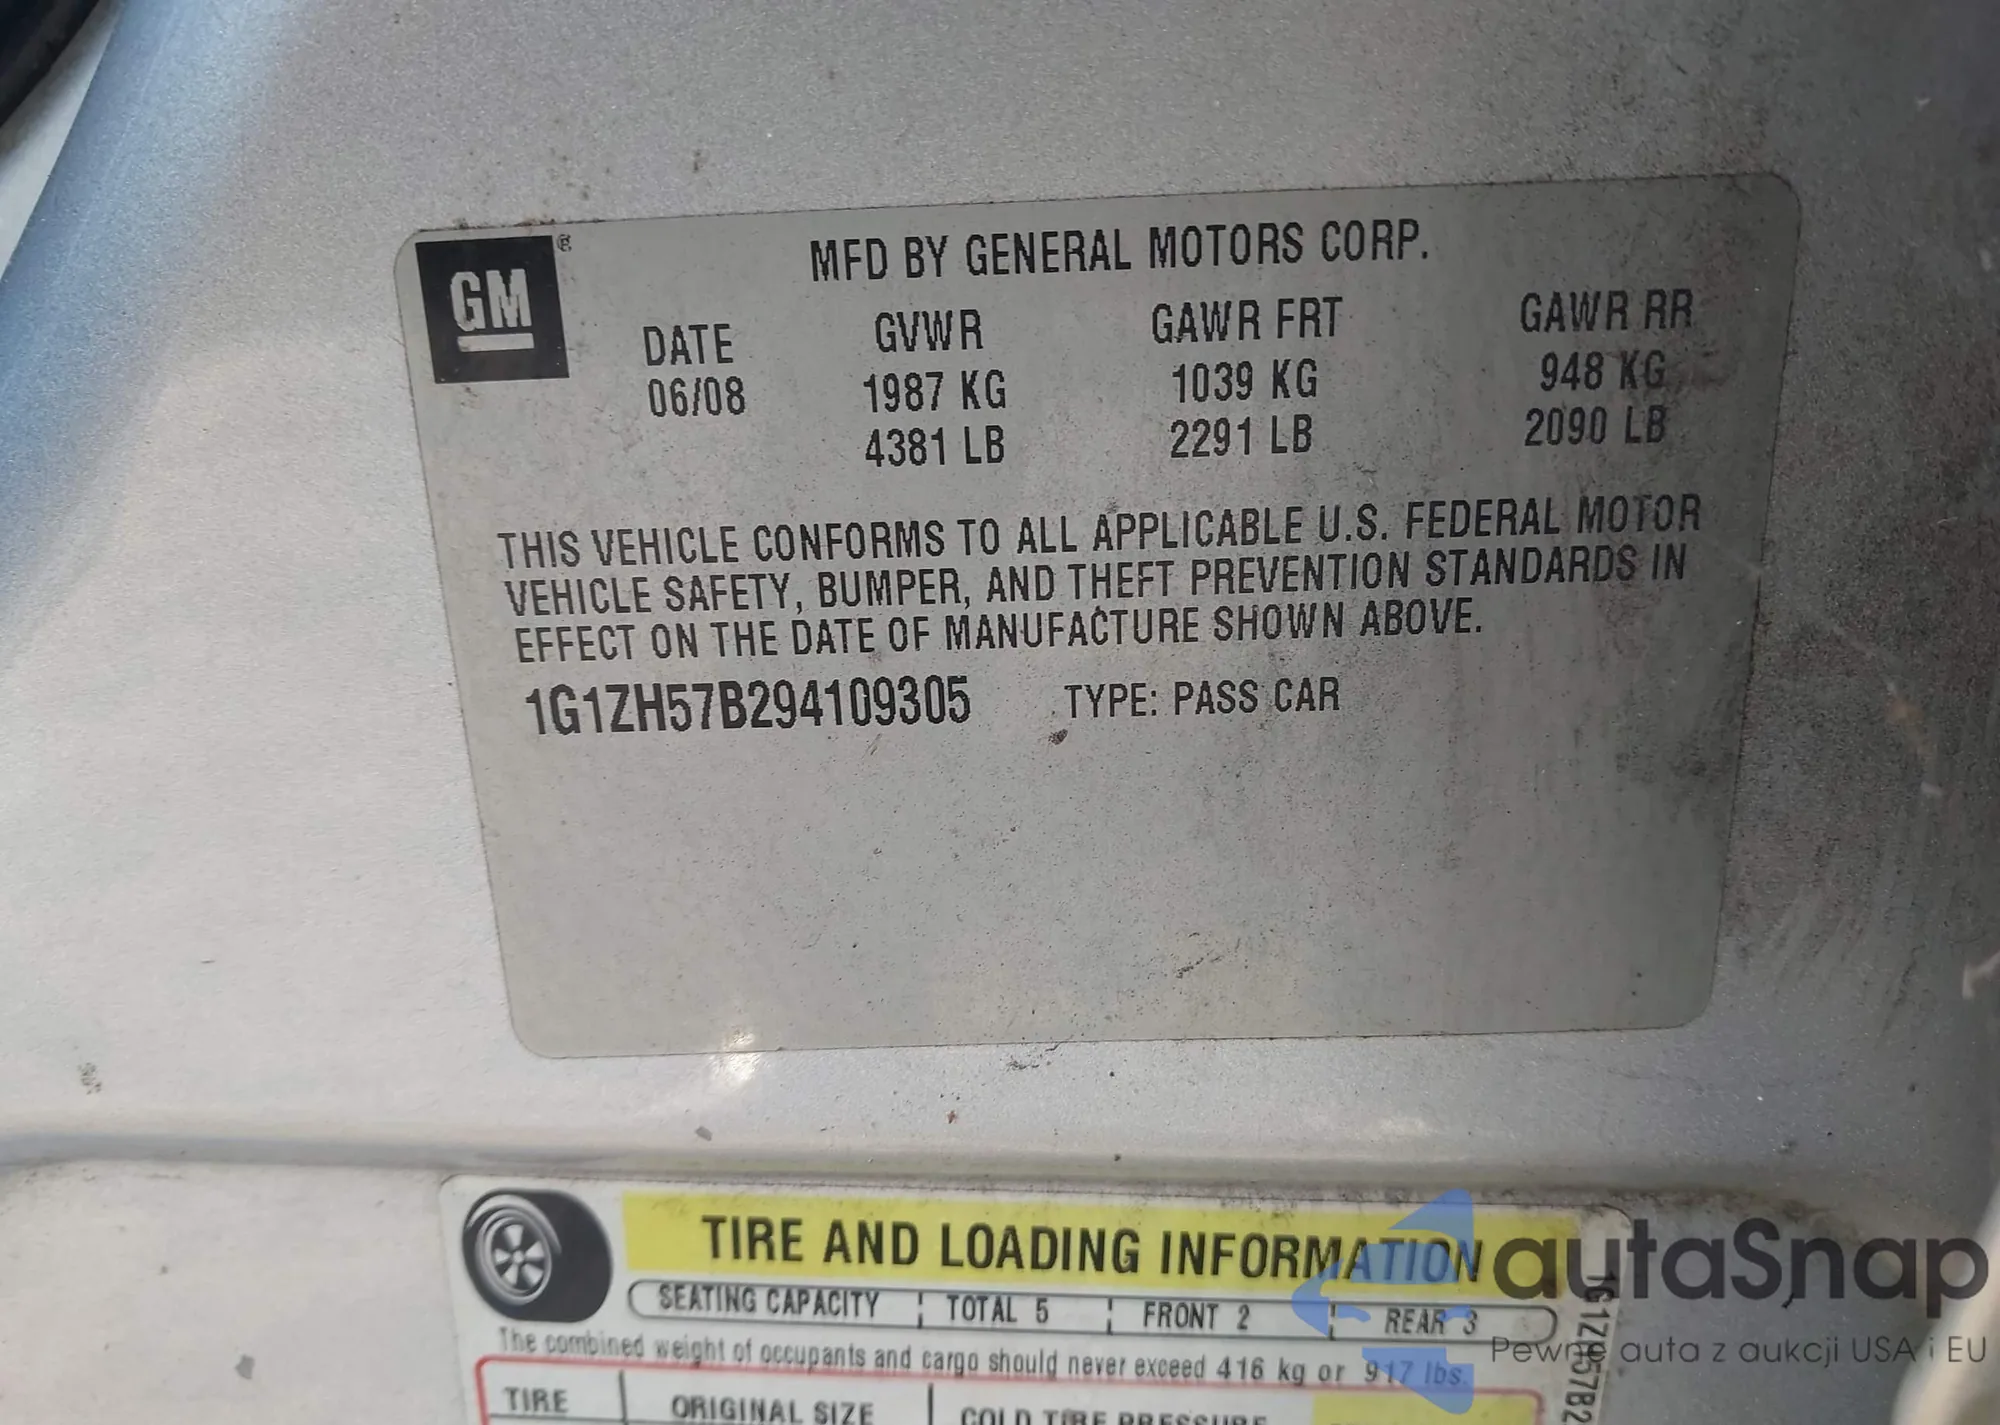 GM ®
MFD BY GENERAL MOTORS CORP.
DATE GVWR GAWR FRT GAWR RR
06/08 1987 KG 1039 KG 948 KG
4381 LB 2291 LB 2090 LB
THIS VEHICLE CONFORMS TO ALL APPLICABLE U.S. FEDERAL MOTOR
VEHICLE SAFETY, BUMPER, AND THEFT PREVENTION STANDARDS IN
EFFECT ON THE DATE OF MANUFACTURE SHOWN ABOVE.
1G1ZH57B294109305 TYPE: PASS CAR
TIRE AND LOADING INFORMATION
SEATING CAPACITY TOTAL 5 FRONT 2 REAR 3
The combined weight of occupants and cargo should never exceed 416 kg or 917 lbs.
TIRE ORIGINAL SIZE COLD TIRE PRESSURE
1G1ZH57B2
autaSnap
Pewne auta z aukcji USA i EU